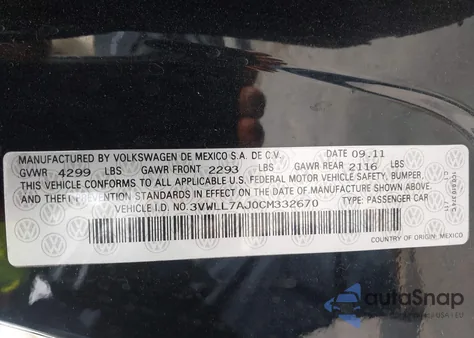 MANUFACTURED BY VOLKSWAGEN DE MEXICO S.A. DE C.V. DATE 09.11
GVWR 4299 LBS GAWR FRONT 2293 LBS GAWR REAR 2116 LBS
THIS VEHICLE CONFORMS TO ALL APPLICABLE U.S. FEDERAL MOTOR VEHICLE SAFETY, BUMPER,
AND THEFT PREVENTION STANDARDS IN EFFECT ON THE DATE OF MANUFACTURE SHOWN ABOVE.
VEHICLE I.D. NO.3VWLL7AJ0CM332670 TYPE: PASSENGER CAR
COUNTRY OF ORIGIN: MEXICO
autoSnap